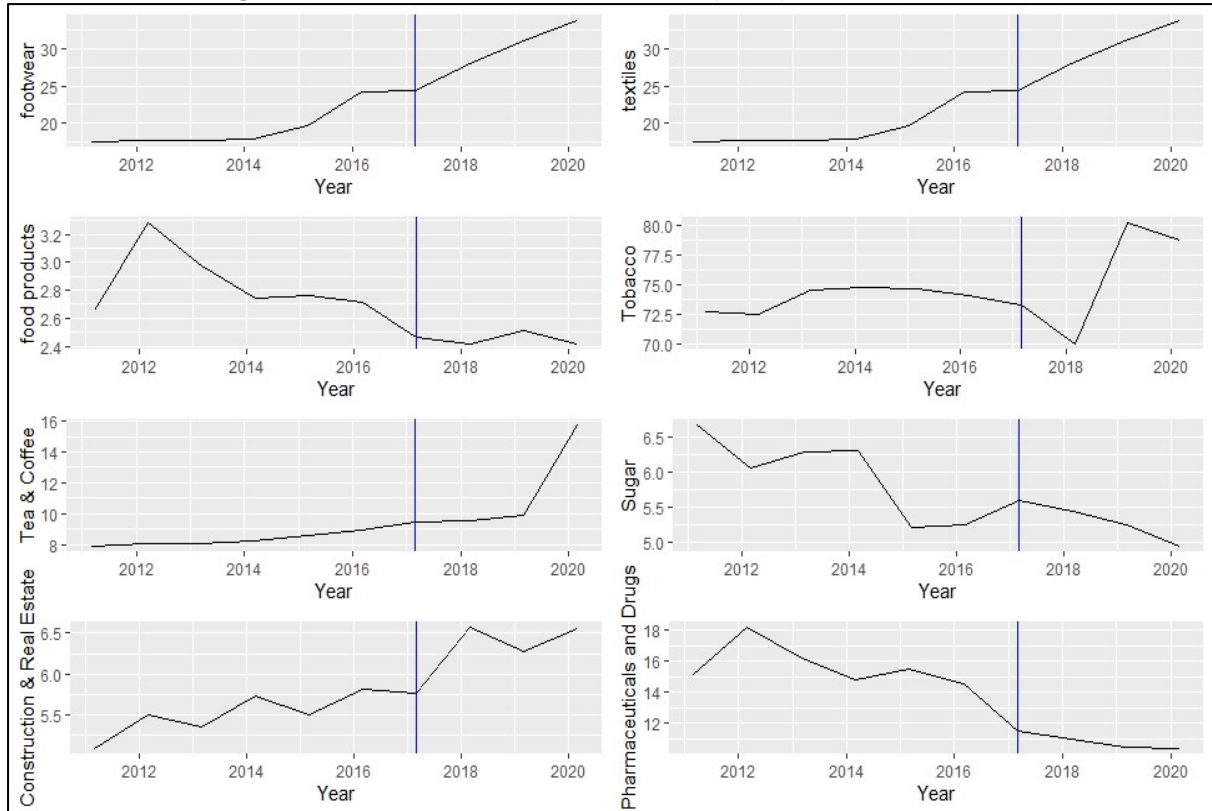 footwear
30
25
20
2012 2014 2016 2018 2020
Year
textiles
30
25
20
2012 2014 2016 2018 2020
Year
food products
3.2
3.0
2.8
2.6
2.4
2012 2014 2016 2018 2020
Year
Tobacco
80.0
77.5
75.0
72.5
70.0
2012 2014 2016 2018 2020
Year
Tea & Coffee
16
14
12
10
8
2012 2014 2016 2018 2020
Year
Sugar
6.5
6.0
5.5
5.0
2012 2014 2016 2018 2020
Year
Construction & Real Estate
6.5
6.0
5.5
2012 2014 2016 2018 2020
Year
Pharmaceuticals and Drugs
18
16
14
12
2012 2014 2016 2018 2020
Year